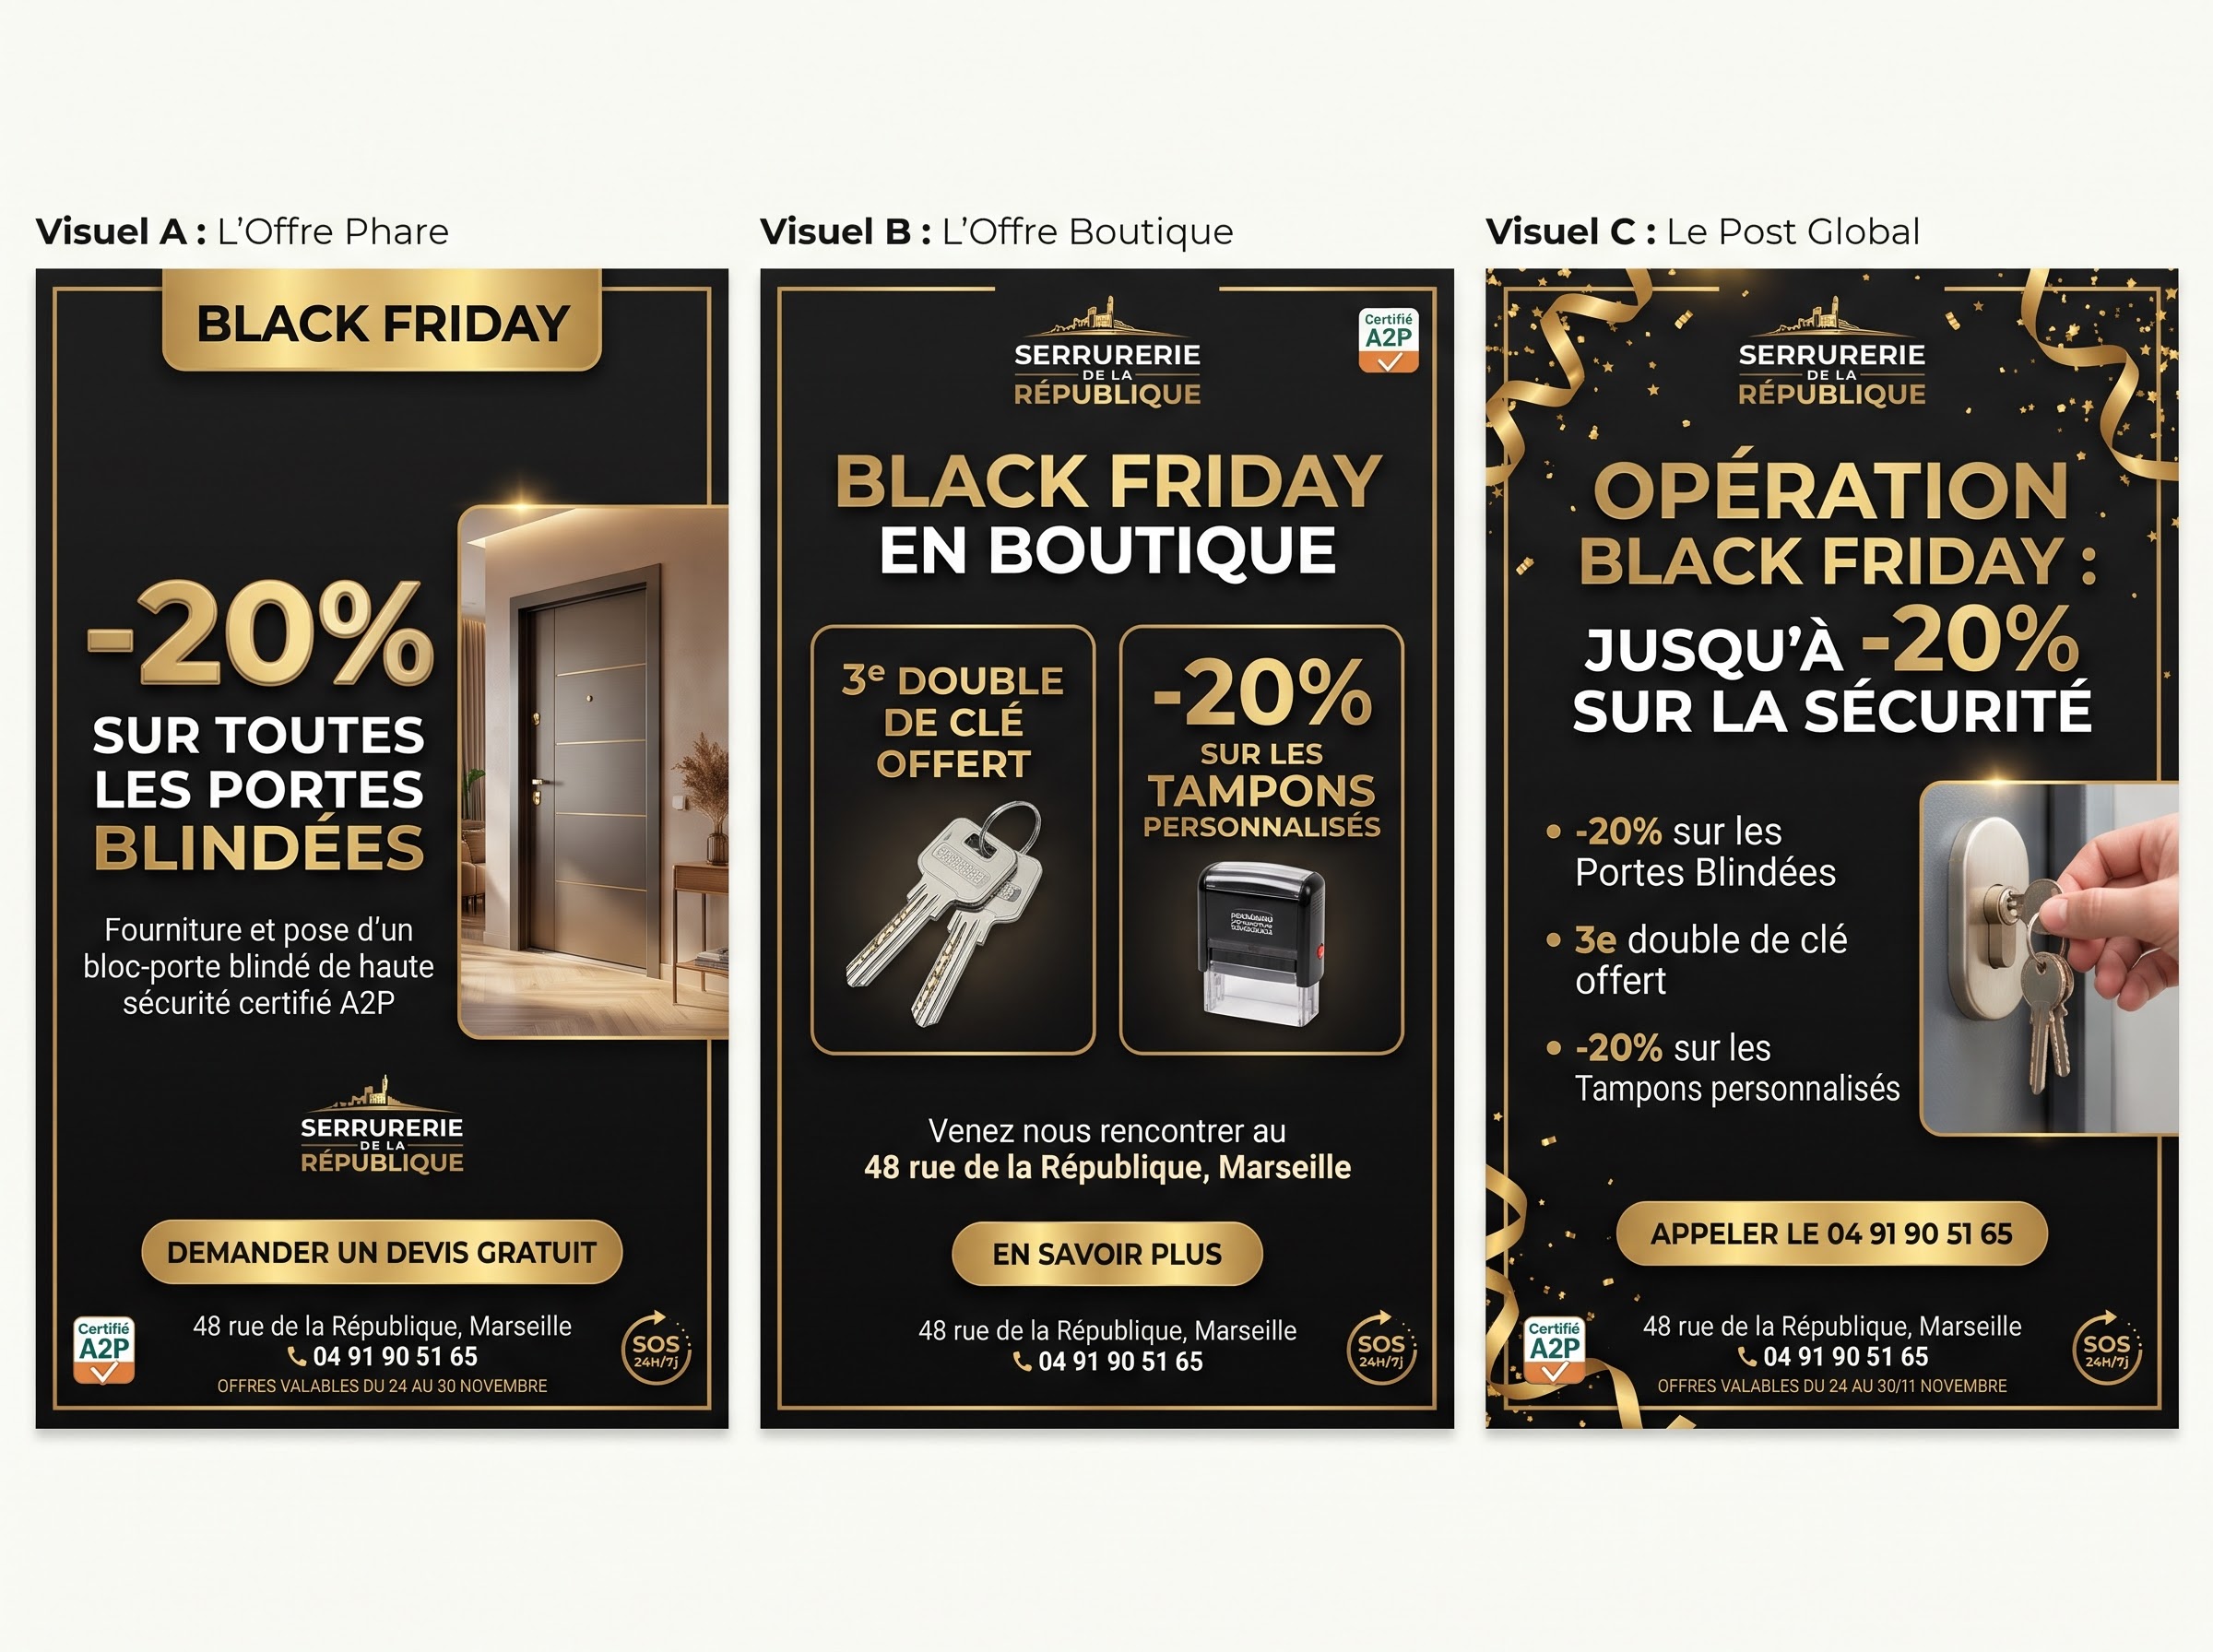 Visuel A : L'Offre Phare
BLACK FRIDAY
-20%
SUR TOUTES
LES PORTES
BLINDÉES
Fourniture et pose d'un
bloc-porte blindé de haute
sécurité certifié A2P
SERRURERIE
DE LA
RÉPUBLIQUE
DEMANDER UN DEVIS GRATUIT
Certifié
A2P
48 rue de la République, Marseille
04 91 90 51 65
OFFRES VALABLES DU 24 AU 30 NOVEMBRE
SOS
24H/7j
Visuel B : L'Offre Boutique
SERRURERIE
DE LA
RÉPUBLIQUE
Certifié
A2P
BLACK FRIDAY
EN BOUTIQUE
3e DOUBLE
DE CLÉ
OFFERT
-20%
SUR LES
TAMPONS
PERSONNALISÉS
Venez nous rencontrer au
48 rue de la République, Marseille
EN SAVOIR PLUS
48 rue de la République, Marseille
04 91 90 51 65
SOS
24H/7j
Visuel C : Le Post Global
SERRURERIE
DE LA
RÉPUBLIQUE
OPÉRATION
BLACK FRIDAY :
JUSQU'À -20%
SUR LA SÉCURITÉ
• -20% sur les
Portes Blindées
• 3e double de clé
offert
• -20% sur les
Tampons personnalisés
APPELER LE 04 91 90 51 65
Certifié
A2P
48 rue de la République, Marseille
04 91 90 51 65
OFFRES VALABLES DU 24 AU 30/11 NOVEMBRE
SOS
24H/7j